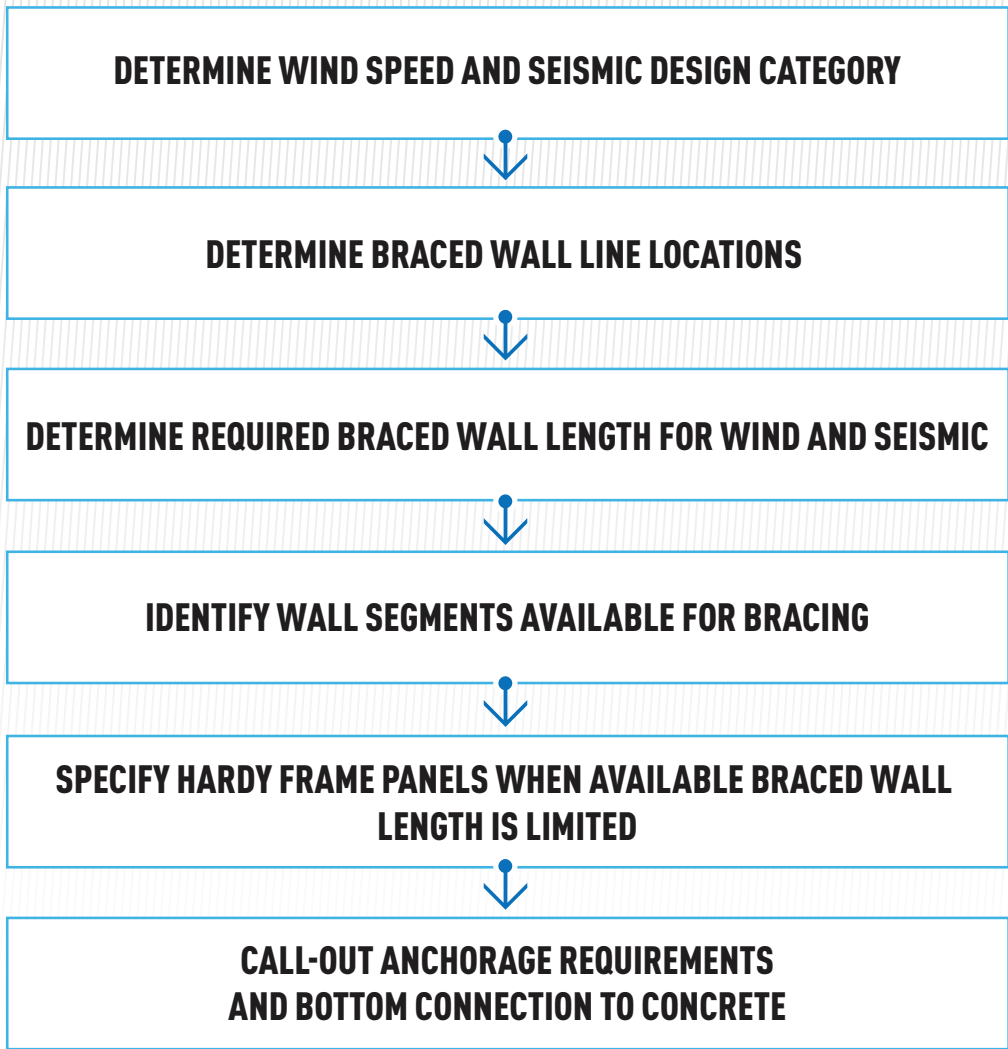 DETERMINE WIND SPEED AND SEISMIC DESIGN CATEGORY
DETERMINE BRACED WALL LINE LOCATIONS
DETERMINE REQUIRED BRACED WALL LENGTH FOR WIND AND SEISMIC
IDENTIFY WALL SEGMENTS AVAILABLE FOR BRACING
SPECIFY HARDY FRAME PANELS WHEN AVAILABLE BRACED WALL
LENGTH IS LIMITED
CALL-OUT ANCHORAGE REQUIREMENTS
AND BOTTOM CONNECTION TO CONCRETE